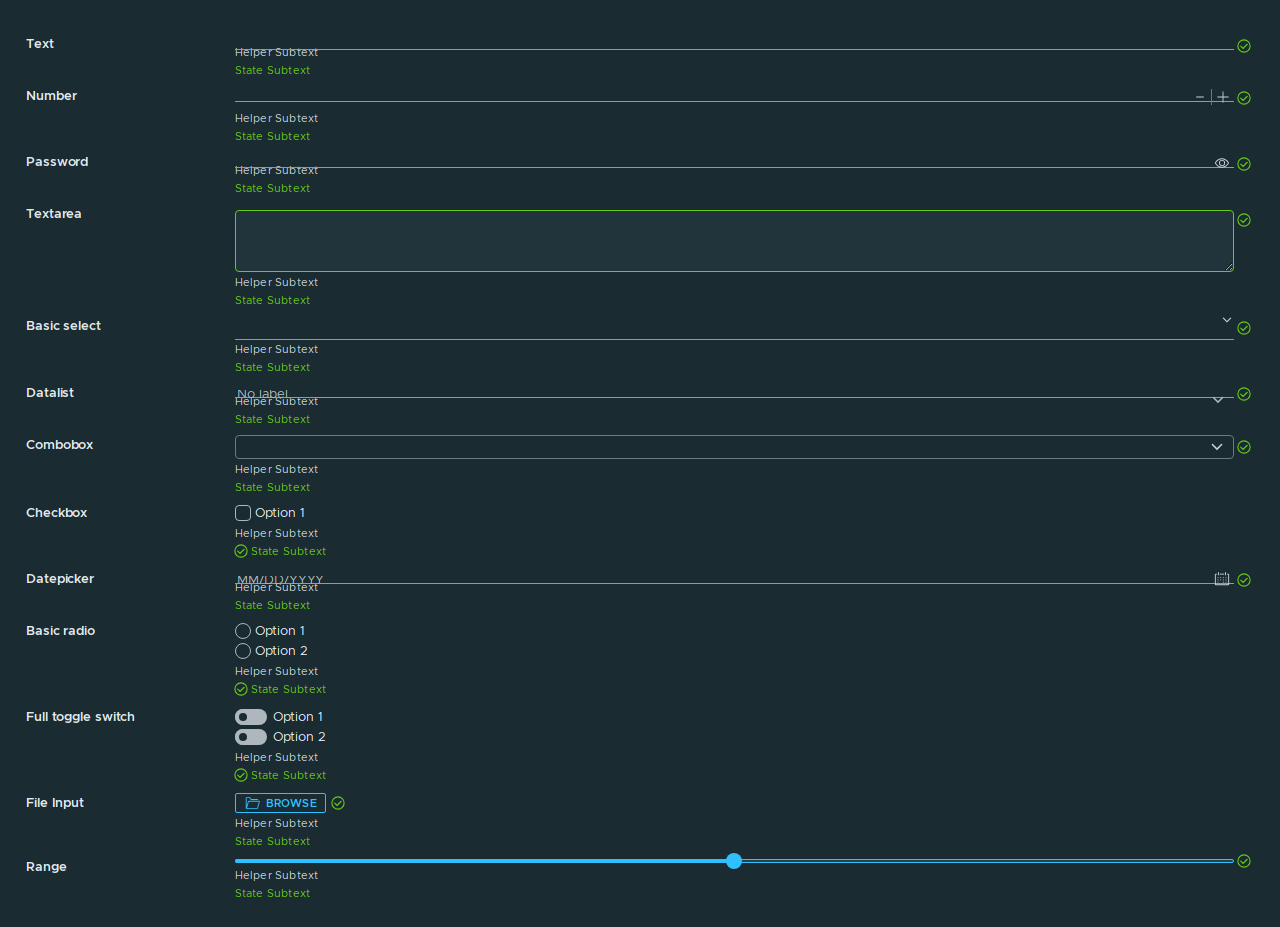 Text
Helper Subtext
State Subtext
Number
Helper Subtext
State Subtext
Password
Helper Subtext
State Subtext
Textarea
Helper Subtext
State Subtext
Basic select
Helper Subtext
State Subtext
Datalist
No label
Helper Subtext
State Subtext
Combobox
Helper Subtext
State Subtext
Checkbox
Option 1
Helper Subtext
State Subtext
Datepicker
MM/DD/YYYY
Helper Subtext
State Subtext
Basic radio
Option 1
Option 2
Helper Subtext
State Subtext
Full toggle switch
Option 1
Option 2
Helper Subtext
State Subtext
File Input
BROWSE
Helper Subtext
State Subtext
Range
Helper Subtext
State Subtext